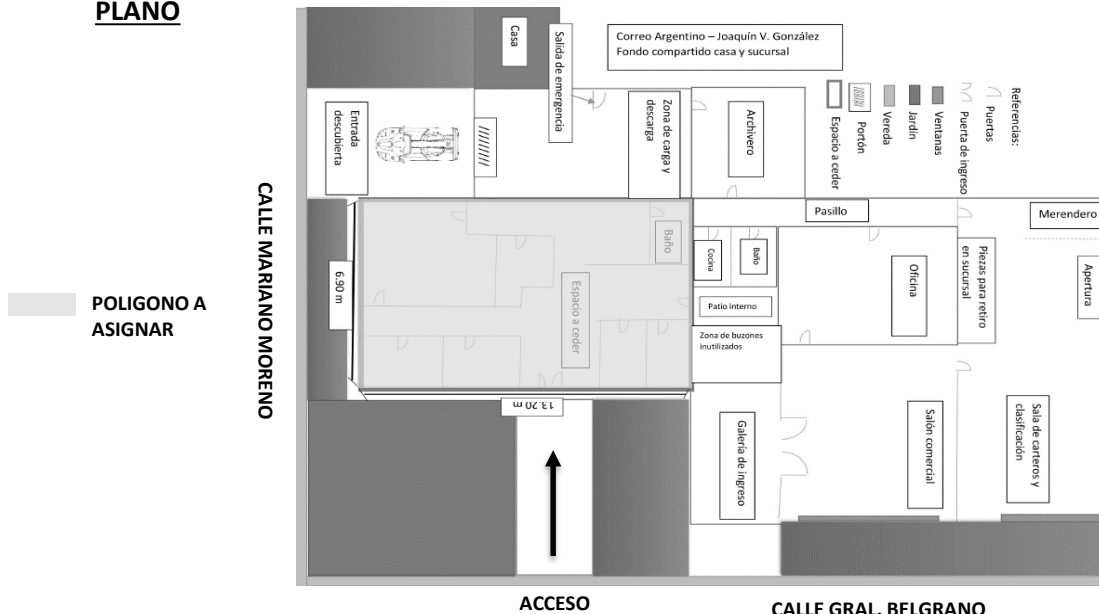 PLANO
Correo Argentino – Joaquín V. González
Fondo compartido casa y sucursal
Casa
Salida de emergencia
Zona de carga y
descarga
Archivero
Entrada
descubierta
Referencias:
Puertas
Puerta de ingreso
Ventanas
Jardín
Vereda
Portón
Espacio a ceder
Pasillo
Merendero
Baño
Cocina
Baño
Oficina
Piezas para retiro
en sucursal
Apertura
Patio interno
Zona de buzones
inutilizados
Espacio a ceder
6.90 m
13.20 m
CALLE MARIANO MORENO
POLIGONO A
ASIGNAR
Galería de ingreso
Salón comercial
Sala de carteros y
clasificación
ACCESO
CALLE GRAL. BELGRANO